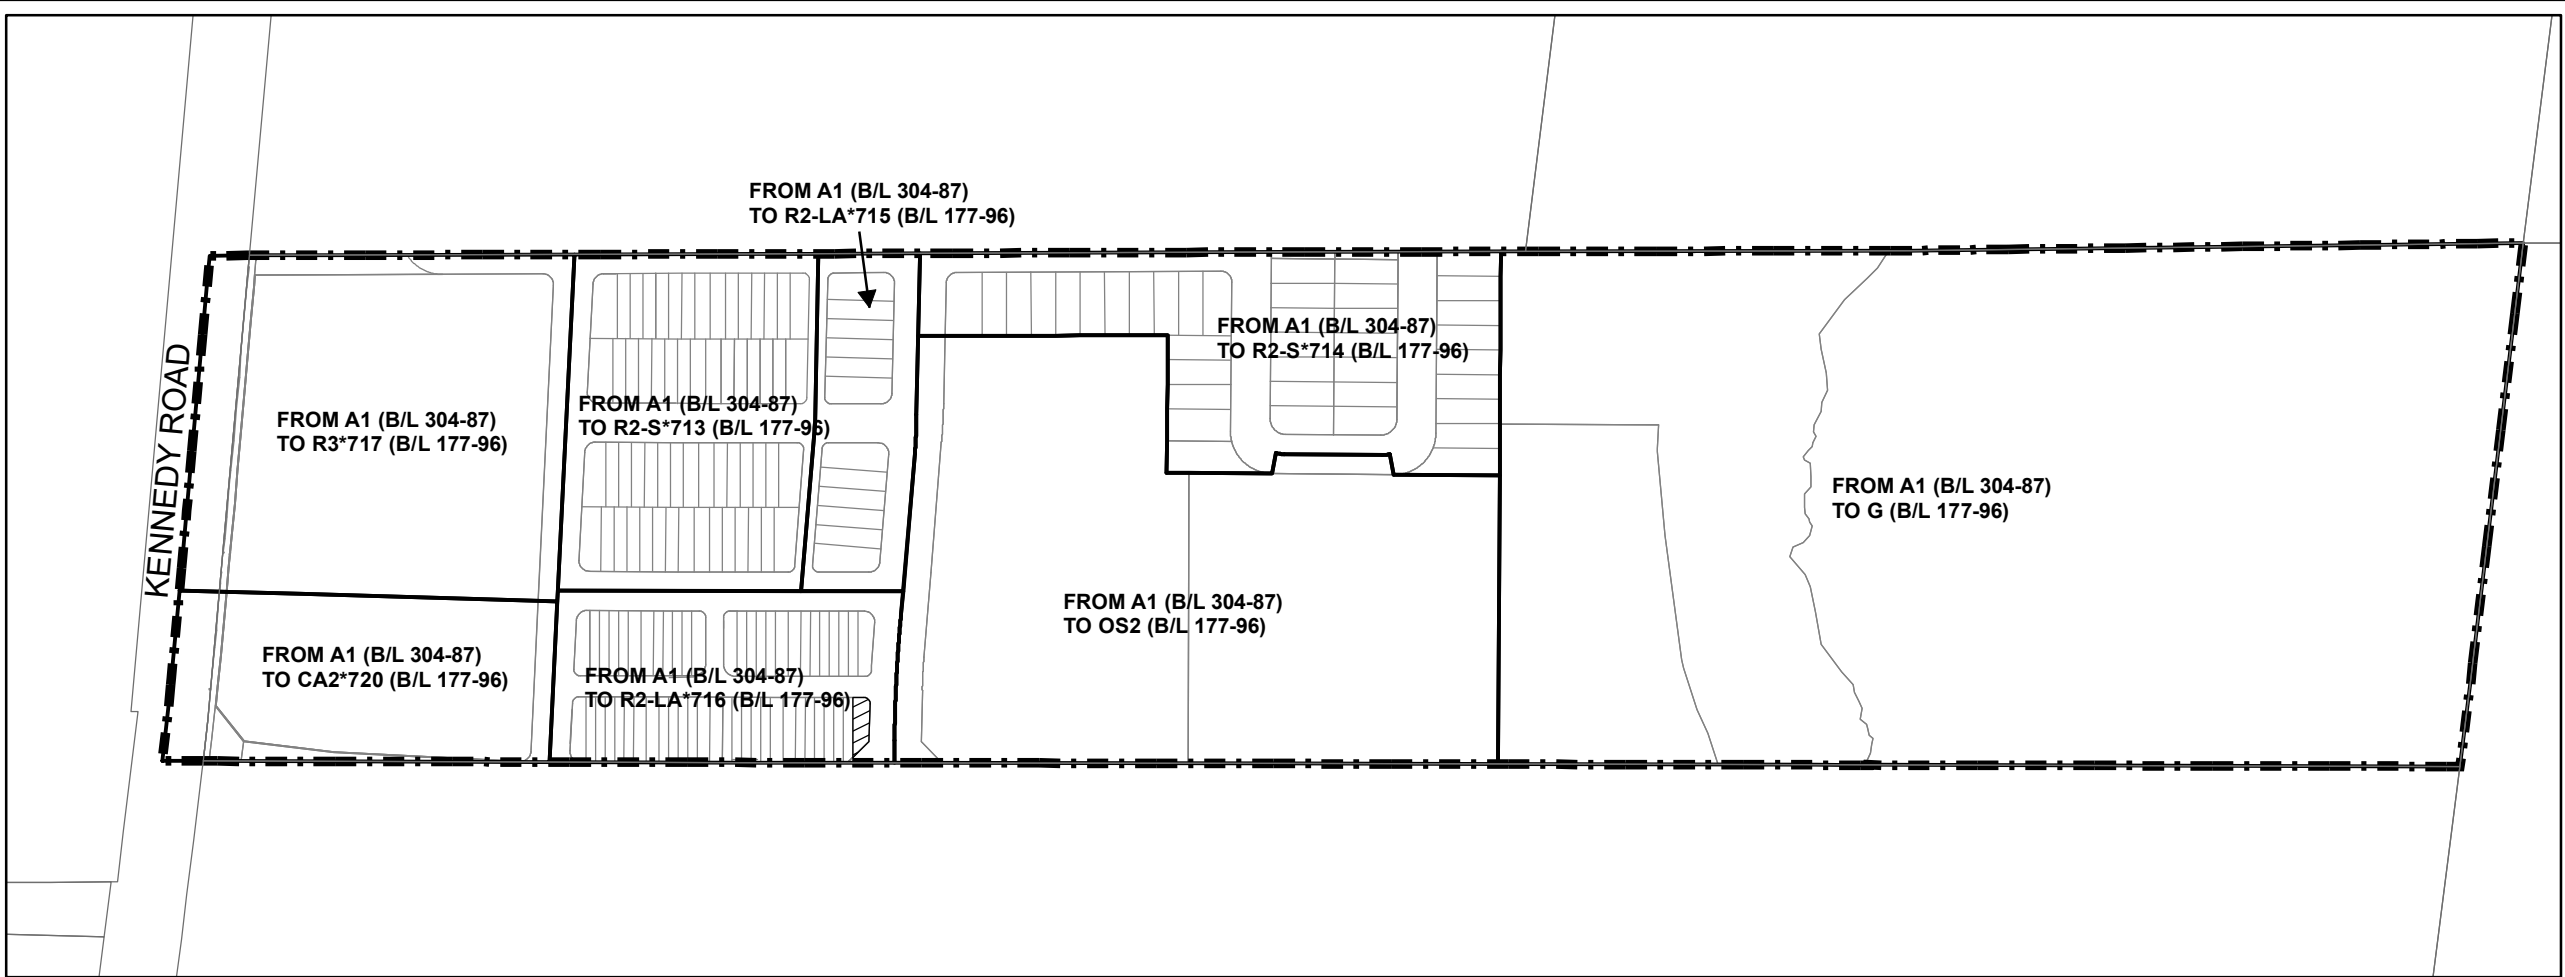 FROM A1 (B/L 304-87)
TO R2-LA*715 (B/L 177-96)
FROM A1 (B/L 304-87)
TO R2-S*714 (B/L 177-96)
KENNEDY ROAD
FROM A1 (B/L 304-87)
TO R3*717 (B/L 177-96)
FROM A1 (B/L 304-87)
TO R2-S*713 (B/L 177-96)
FROM A1 (B/L 304-87)
TO G (B/L 177-96)
FROM A1 (B/L 304-87)
TO OS2 (B/L 177-96)
FROM A1 (B/L 304-87)
TO CA2*720 (B/L 177-96)
FROM A1 (B/L 304-87)
TO R2-LA*716 (B/L 177-96)